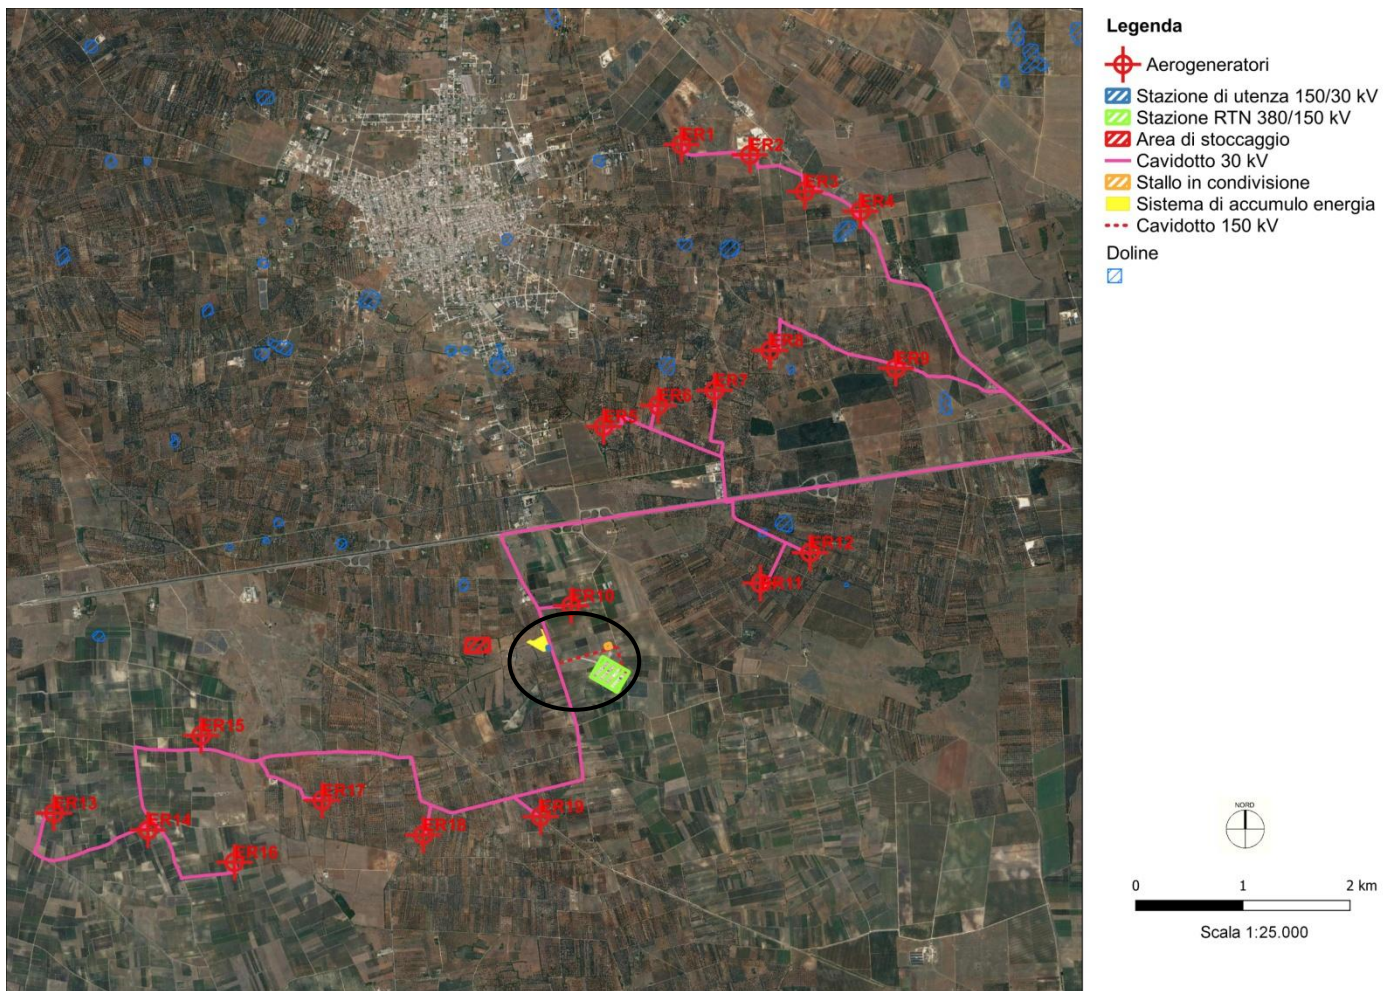 Legenda
Aerogeneratori
Stazione di utenza 150/30 kV
Stazione RTN 380/150 kV
Area di stoccaggio
Cavidotto 30 kV
Stallo in condivisione
Sistema di accumulo energia
Cavidotto 150 kV
Doline
ER1
ER2
ER3
ER4
ER8
ER9
ER7
ER6
ER5
ER12
ER11
ER10
ER15
ER17
ER13
ER14
ER18
ER19
ER16
NORD
0 1 2 km
Scala 1:25.000